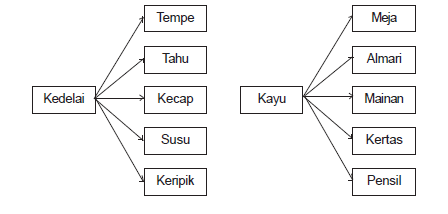 Kedelai
Tempe
Tahu
Kecap
Susu
Keripik
Kayu
Meja
Almari
Mainan
Kertas
Pensil